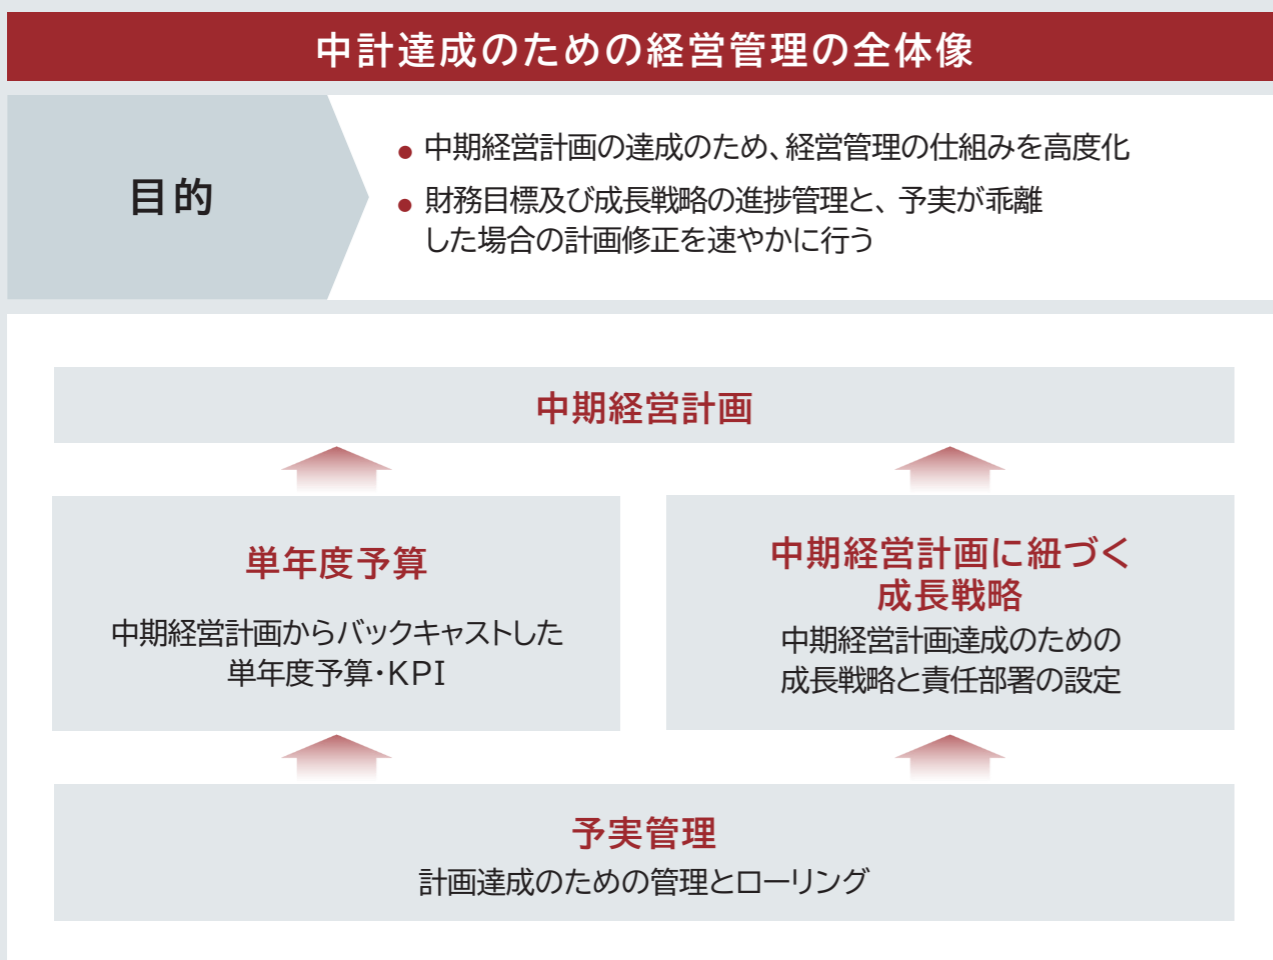 中計達成のための経営管理の全体像
目的
● 中期経営計画の達成のため、経営管理の仕組みを高度化
● 財務目標及び成長戦略の進捗管理と、予実が乖離
した場合の計画修正を速やかに行う
中期経営計画
単年度予算
中期経営計画からバックキャストした
単年度予算・KPI
中期経営計画に紐づく
成長戦略
中期経営計画達成のための
成長戦略と責任部署の設定
予実管理
計画達成のための管理とローリング